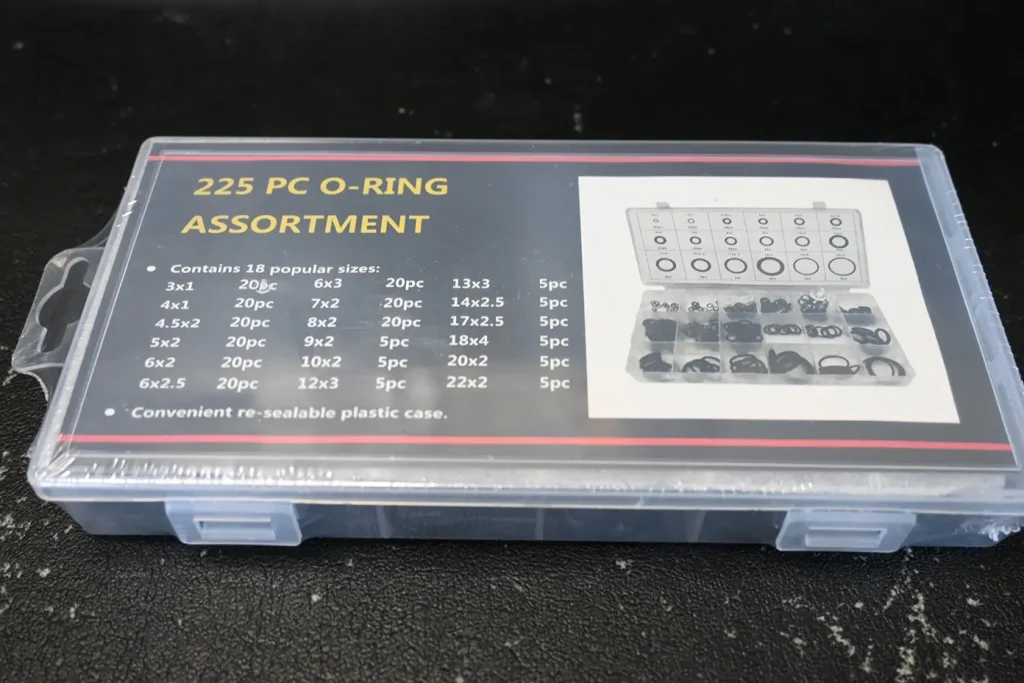 225 PC O-RING
ASSORTMENT
• Contains 18 popular sizes:
3x1 20pc 6x3 20pc 13x3 5pc
4x1 20pc 7x2 20pc 14x2.5 5pc
4.5x2 20pc 8x2 20pc 17x2.5 5pc
5x2 20pc 9x2 5pc 18x4 5pc
6x2 20pc 10x2 5pc 20x2 5pc
6x2.5 20pc 12x3 5pc 22x2 5pc
• Convenient re-sealable plastic case.